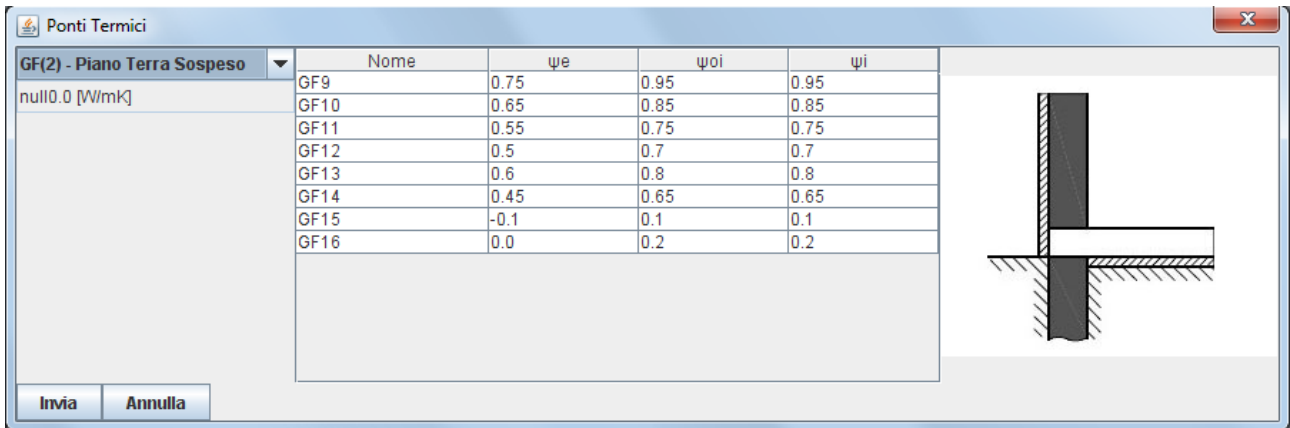 Ponti Termici
GF(2) - Piano Terra Sospeso
null0.0 [W/mK]
Nome ψe ψoi ψi
GF9 0.75 0.95 0.95
GF10 0.65 0.85 0.85
GF11 0.55 0.75 0.75
GF12 0.5 0.7 0.7
GF13 0.6 0.8 0.8
GF14 0.45 0.65 0.65
GF15 -0.1 0.1 0.1
GF16 0.0 0.2 0.2
Invia Annulla